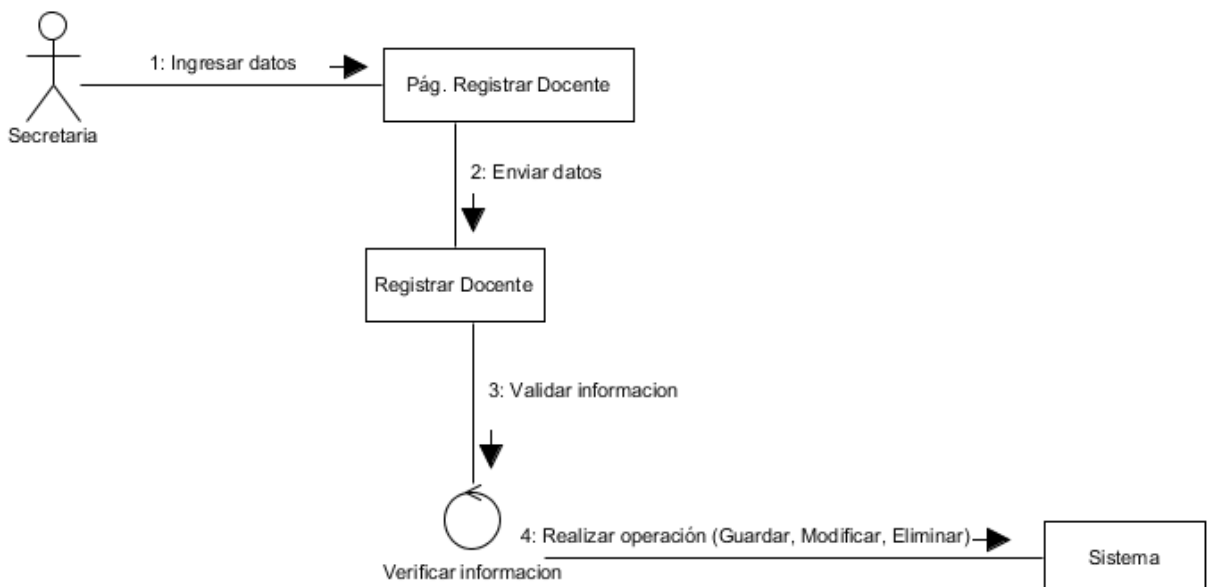 1: Ingresar datos
Pág. Registrar Docente
Secretaria
2: Enviar datos
Registrar Docente
3: Validar informacion
4: Realizar operación (Guardar, Modificar, Eliminar)
Sistema
Verificar informacion